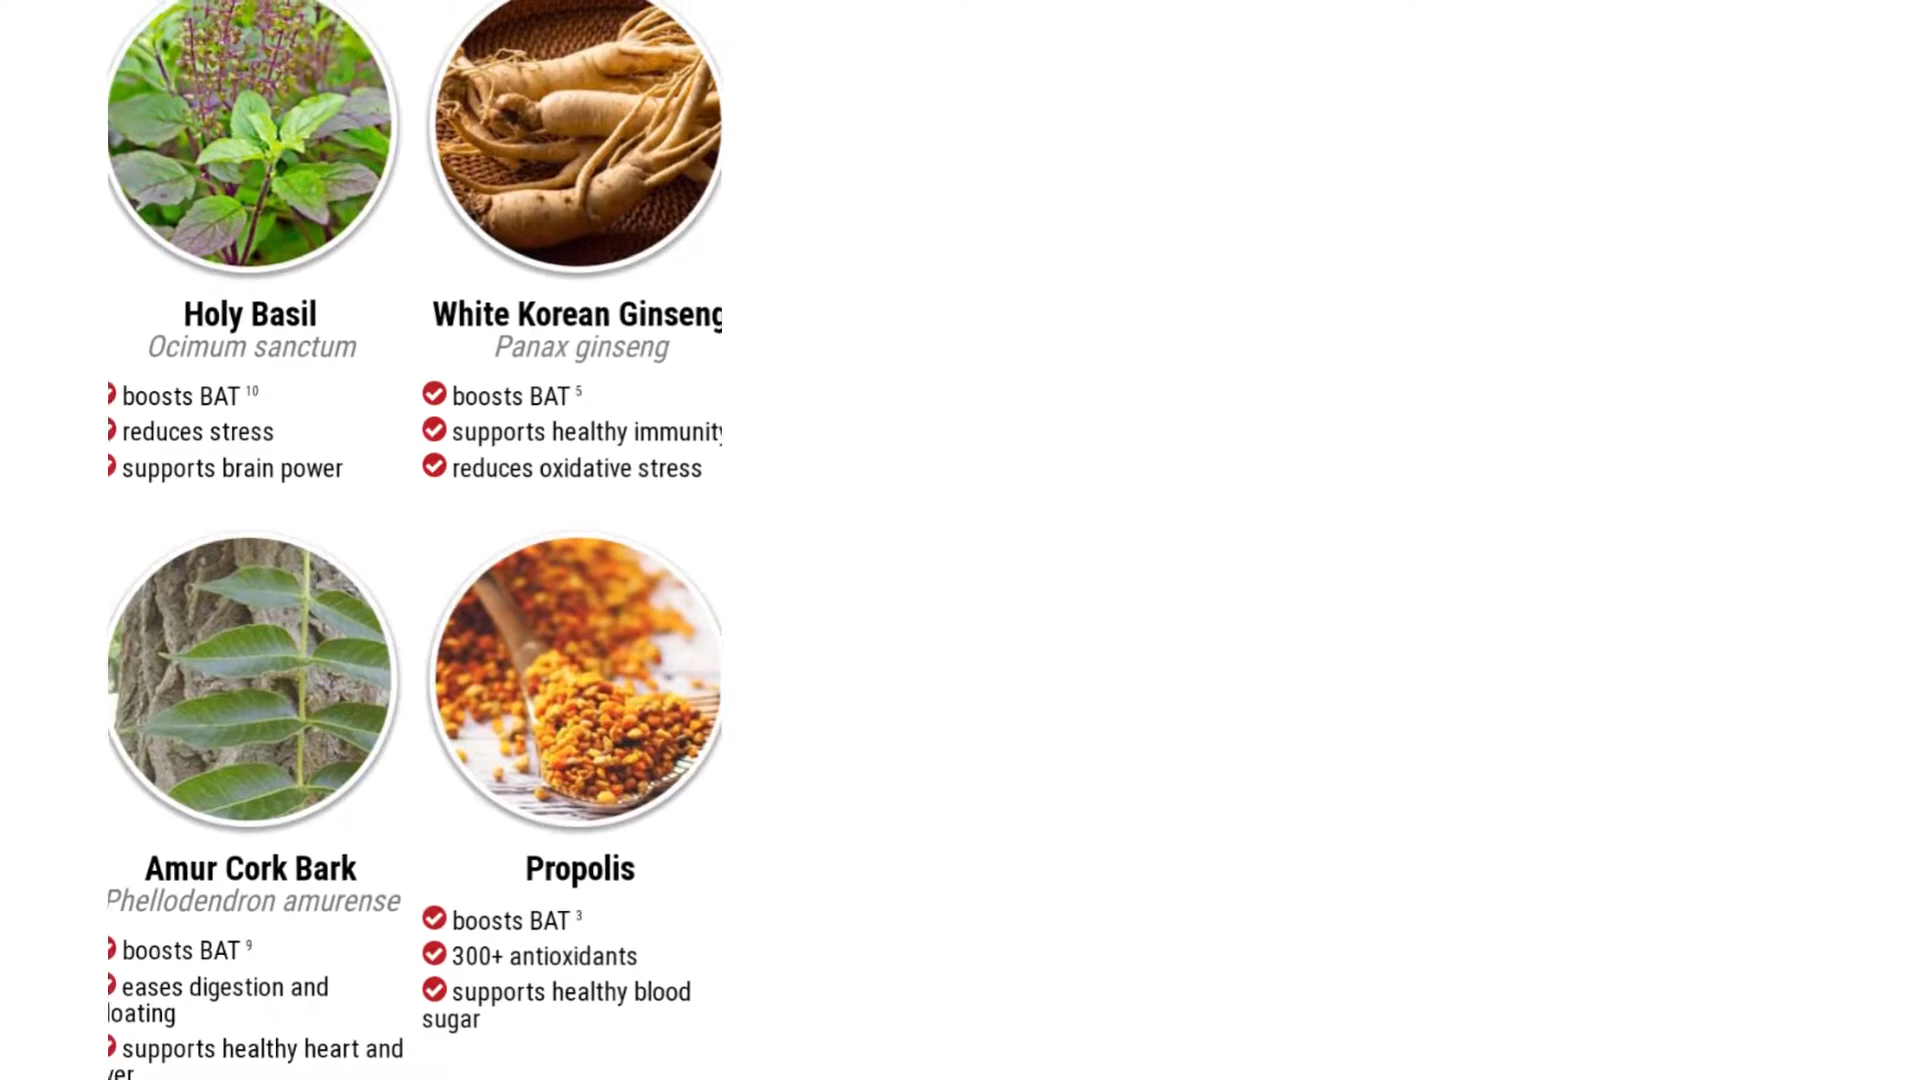 Holy Basil
Ocimum sanctum
boosts BAT 10
reduces stress
supports brain power
White Korean Ginseng
Panax ginseng
boosts BAT 5
supports healthy immunity
reduces oxidative stress
Amur Cork Bark
Phellodendron amurense
boosts BAT 9
eases digestion and
loating
supports healthy heart and
ver
Propolis
boosts BAT 3
300+ antioxidants
supports healthy blood
sugar